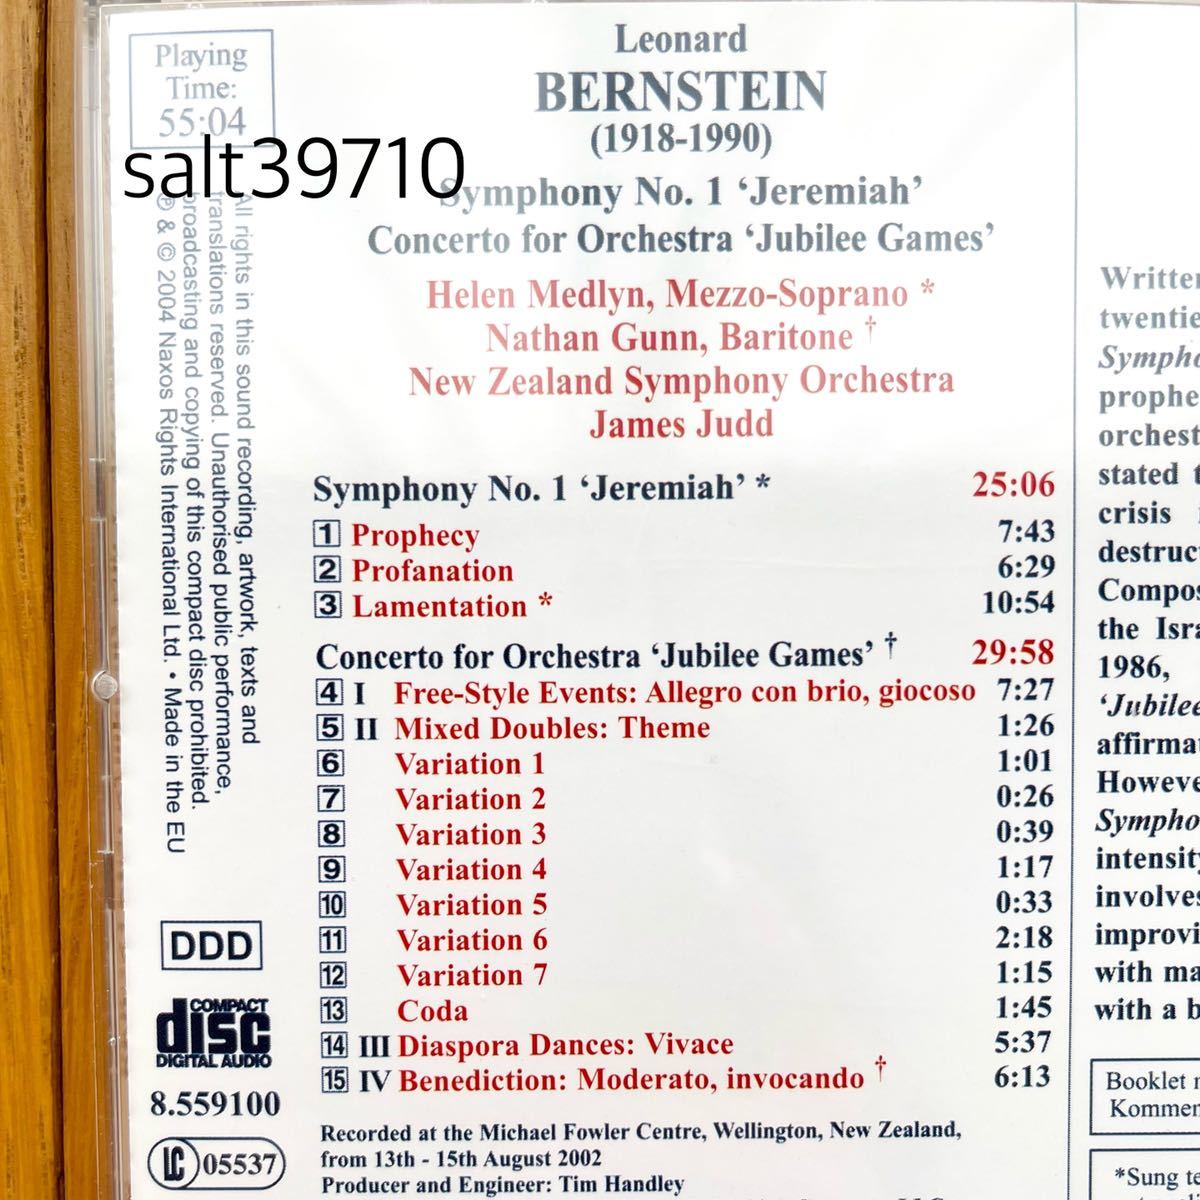 Playing
Time:
55:04
salt39710
All rights in this sound recording, artwork, texts and
translations reserved. Unauthorised public performance,
broadcasting and copying of this compact disc prohibited.
℗ & © 2004 Naxos Rights International Ltd. • Made in the EU
DDD
COMPACT
disc
DIGITAL AUDIO
8.559100
LC 05537
Leonard
BERNSTEIN
(1918-1990)
Symphony No. 1 ‘Jeremiah’
Concerto for Orchestra ‘Jubilee Games’
Helen Medlyn, Mezzo-Soprano *
Nathan Gunn, Baritone †
New Zealand Symphony Orchestra
James Judd
Symphony No. 1 ‘Jeremiah’ * 25:06
1 Prophecy 7:43
2 Profanation 6:29
3 Lamentation * 10:54
Concerto for Orchestra ‘Jubilee Games’ † 29:58
4 I Free-Style Events: Allegro con brio, giocoso 7:27
5 II Mixed Doubles: Theme 1:26
6 Variation 1 1:01
7 Variation 2 0:26
8 Variation 3 0:39
9 Variation 4 1:17
10 Variation 5 0:33
11 Variation 6 2:18
12 Variation 7 1:15
13 Coda 1:45
14 III Diaspora Dances: Vivace 5:37
15 IV Benediction: Moderato, invocando † 6:13
Recorded at the Michael Fowler Centre, Wellington, New Zealand,
from 13th - 15th August 2002
Producer and Engineer: Tim Handley
Written
twentie
Sympho
prophe
orchest
stated t
crisis
destruc
Compos
the Isra
1986,
‘Jubilee
affirma
Howeve
Sympho
intensity
involves
improvi
with ma
with a b
Booklet
Kommen
*Sung te